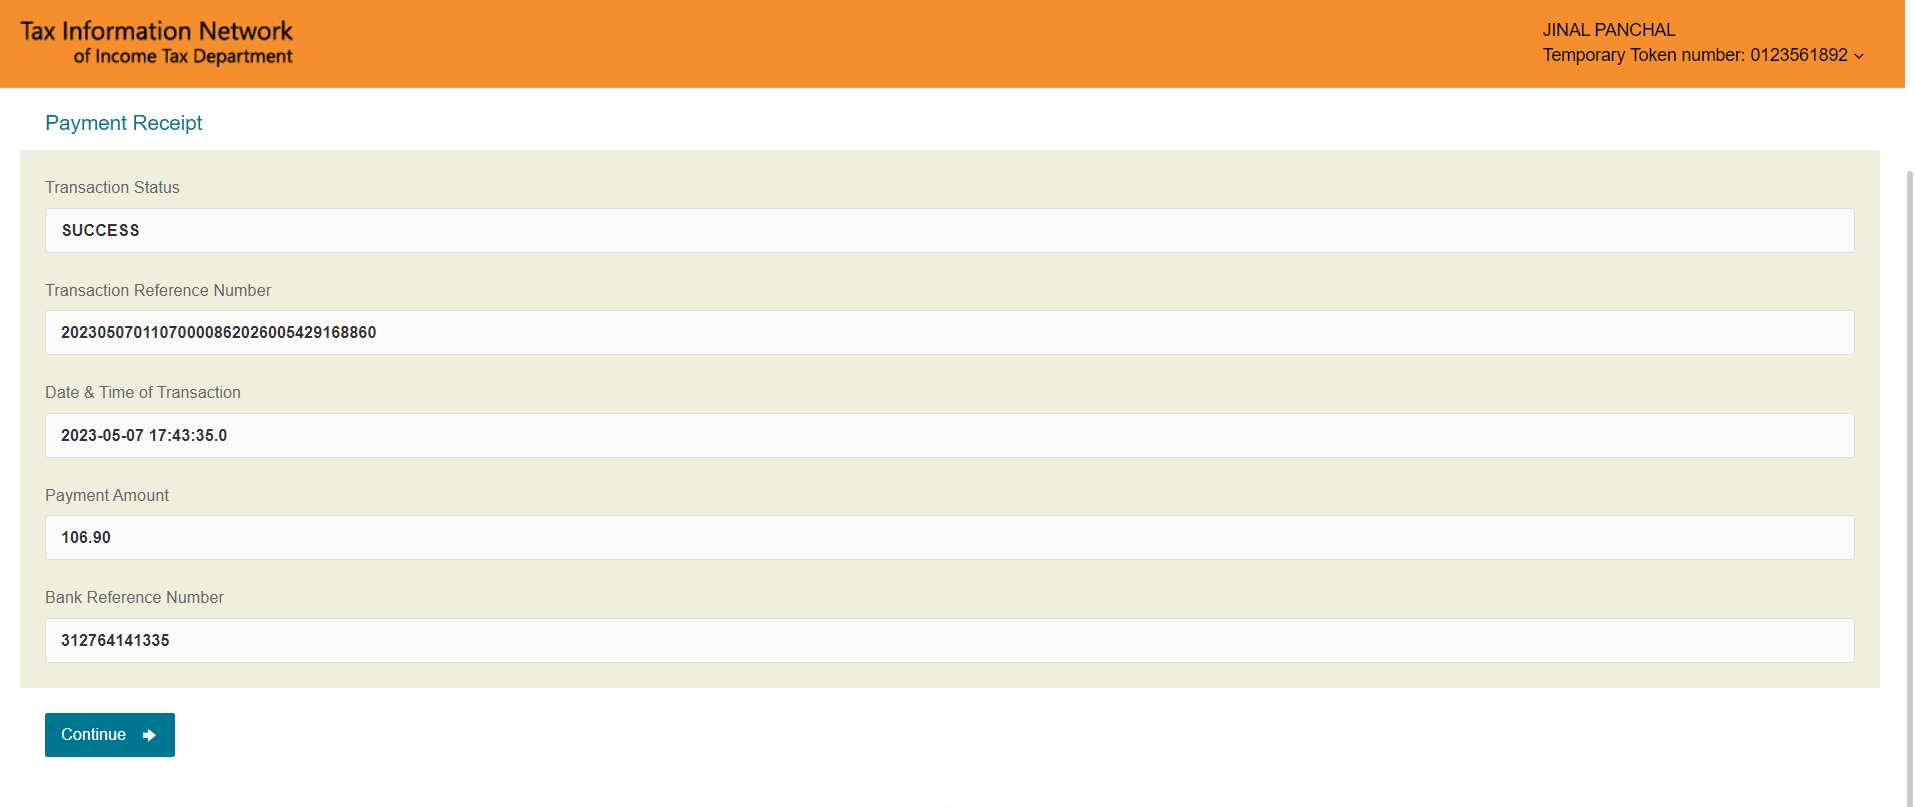 Tax Information Network
of Income Tax Department
JINAL PANCHAL
Temporary Token number: 0123561892
Payment Receipt
Transaction Status
SUCCESS
Transaction Reference Number
20230507011070000862026005429168860
Date & Time of Transaction
2023-05-07 17:43:35.0
Payment Amount
106.90
Bank Reference Number
312764141335
Continue